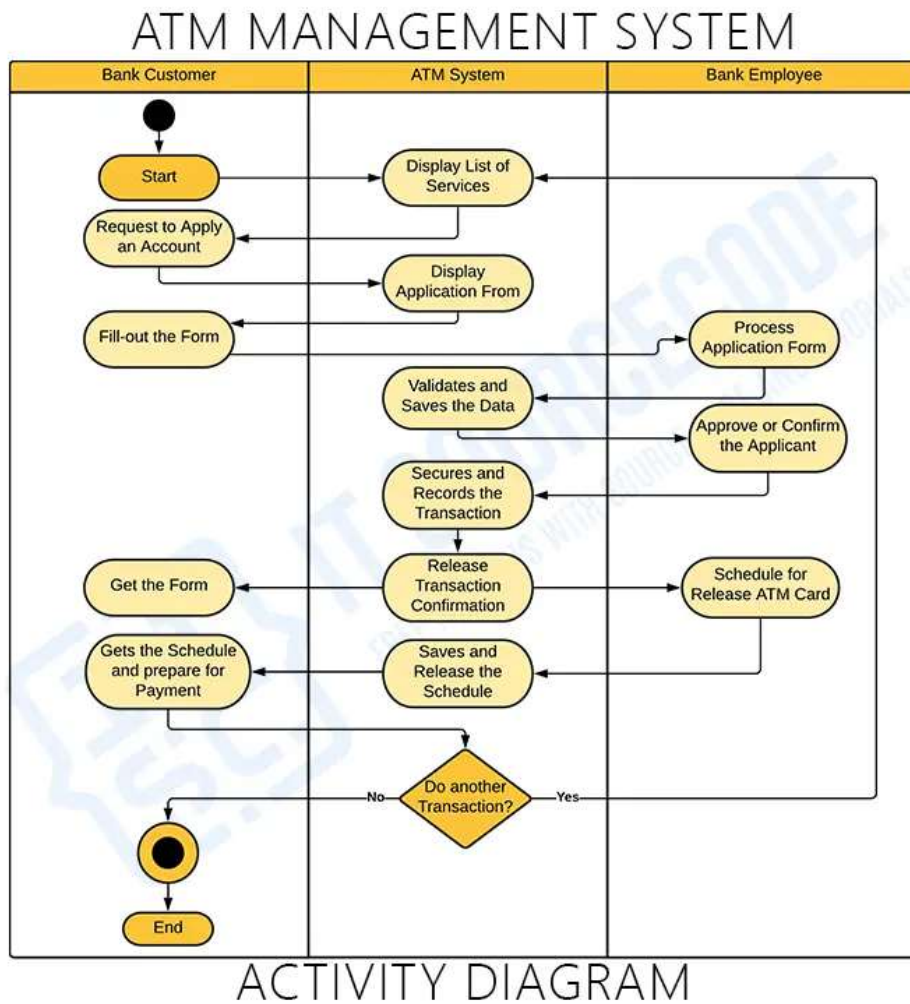 ATM MANAGEMENT SYSTEM
Bank Customer
ATM System
Bank Employee
Start
Display List of
Services
Request to Apply
an Account
Display
Application From
Fill-out the Form
Process
Application Form
Validates and
Saves the Data
Approve or Confirm
the Applicant
Secures and
Records the
Transaction
Get the Form
Release
Transaction
Confirmation
Schedule for
Release ATM Card
Gets the Schedule
and prepare for
Payment
Saves and
Release the
Schedule
No
Do another
Transaction?
Yes
End
IT SOURCECODE
ACTIVITY DIAGRAM